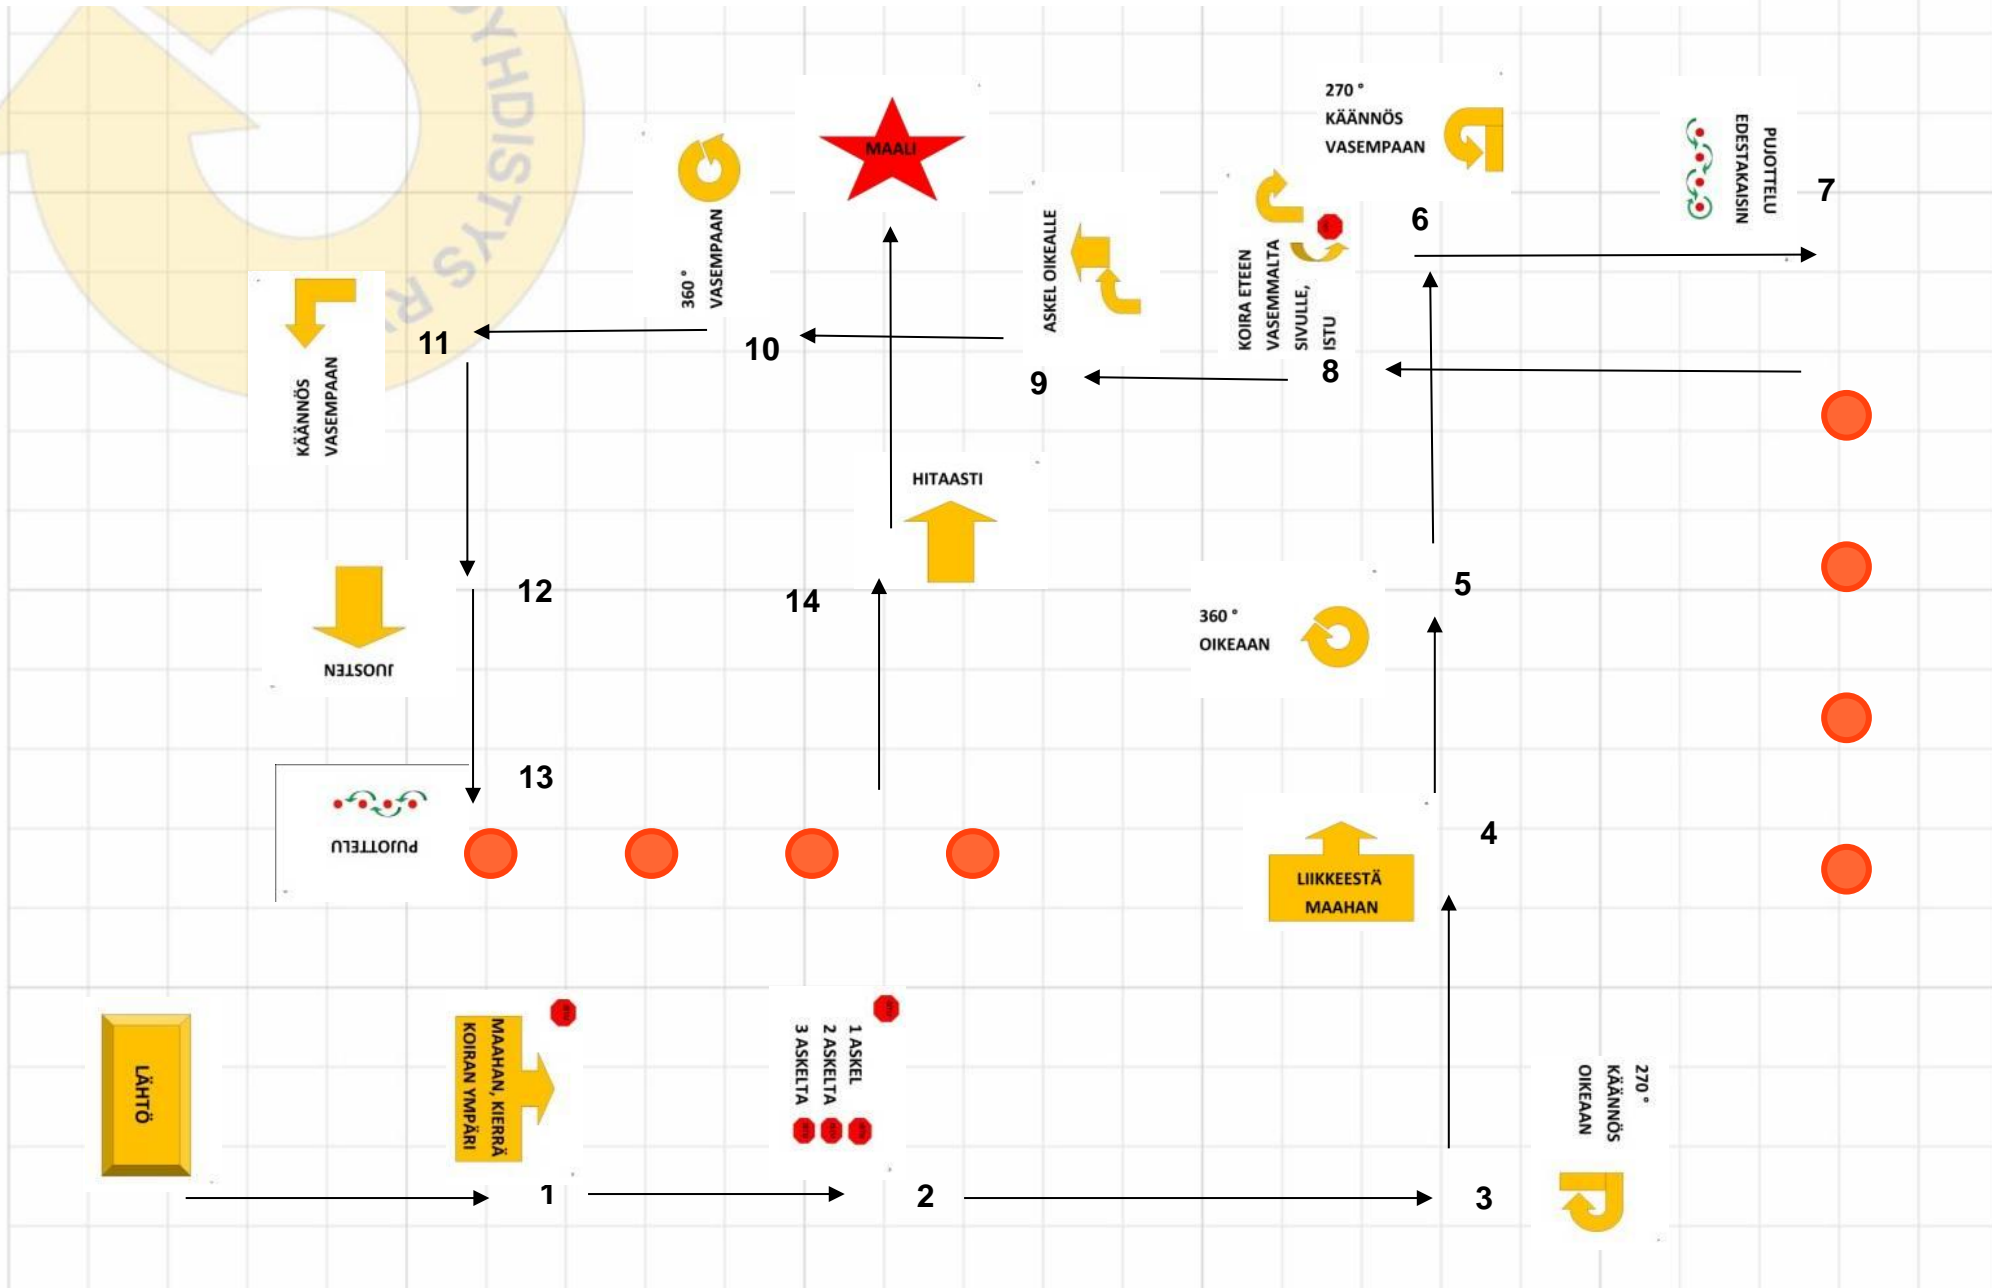 YHDISTYS RY
MAALI
270 °
KÄÄNNÖS
VASEMPAAN
6
PUJOTTELU
EDESTAKAISIN
7
KOIRA ETEEN
VASEMMALTA
SIVULLE,
ISTU
8
ASKEL OIKEALLE
9
360 °
VASEMPAAN
10
KÄÄNNÖS
VASEMPAAN
11
HITAASTI
14
JUOSTEN
12
360 °
OIKEAAN
5
PUJOTTELU
13
LIIKKEESTÄ
MAAHAN
4
LÄHTÖ
MAAHAN, KIERRÄ
KOIRAN YMPÄRI
1
1 ASKEL
2 ASKELTA
3 ASKELTA
2
270 °
KÄÄNNÖS
OIKEAAN
3